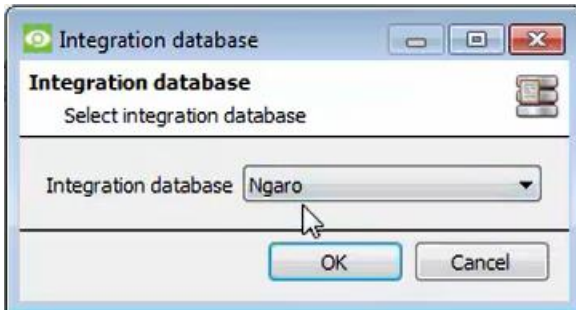 Integration database
Integration database
Select integration database
Integration database Ngaro
OK Cancel